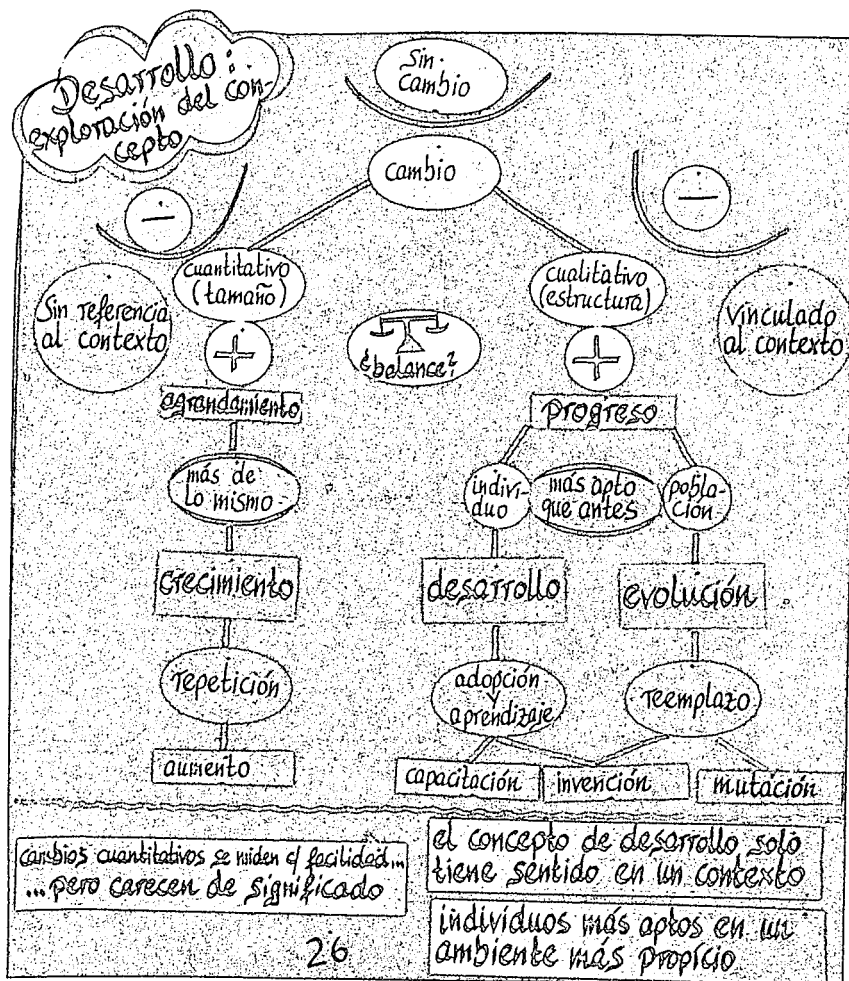 Desarrollo:
exploración del con-
cepto
Sin
cambio
cambio
cuantitativo
(tamaño)
cualitativo
(estructura)
Sin referencia
al contexto
¿balance?
Vinculado
al contexto
agrandamiento
progreso
más de
lo mismo
indivi-
duo
más apto
que antes
pobla-
ción
crecimiento
desarrollo
evolución
repetición
adopción
y
aprendizaje
reemplazo
aumento
capacitación
invención
mutación
cambios cuantitativos se miden c/ facilidad...
...pero carecen de significado
el concepto de desarrollo solo
tiene sentido en un contexto
individuos más aptos en un
ambiente más propicio
26